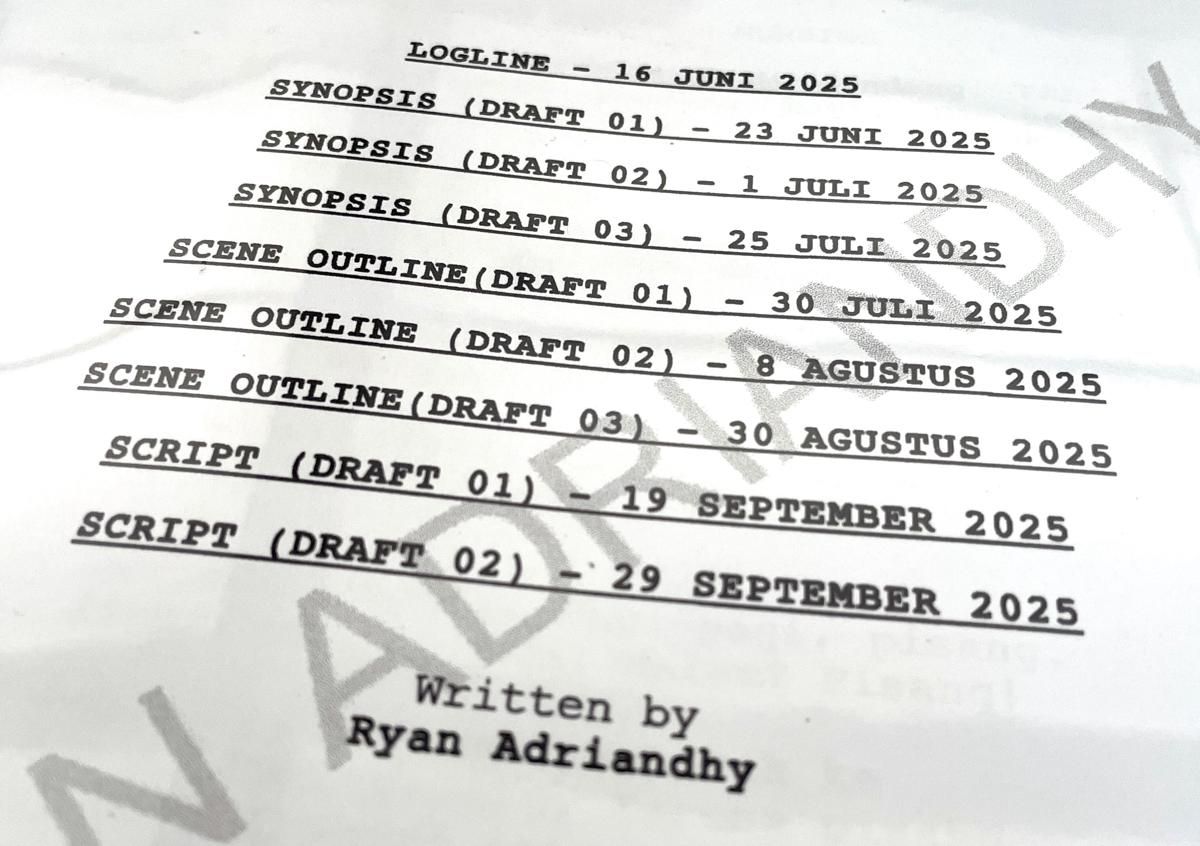 LOGLINE – 16 JUNI 2025
SYNOPSIS (DRAFT 01) – 23 JUNI 2025
SYNOPSIS (DRAFT 02) – 1 JULI 2025
SYNOPSIS (DRAFT 03) – 25 JULI 2025
SCENE OUTLINE(DRAFT 01) – 30 JULI 2025
SCENE OUTLINE (DRAFT 02) – 8 AGUSTUS 2025
SCENE OUTLINE(DRAFT 03) – 30 AGUSTUS 2025
SCRIPT (DRAFT 01) – 19 SEPTEMBER 2025
SCRIPT (DRAFT 02) – 29 SEPTEMBER 2025
Written by
Ryan Adriandhy
N ADRIANDHY